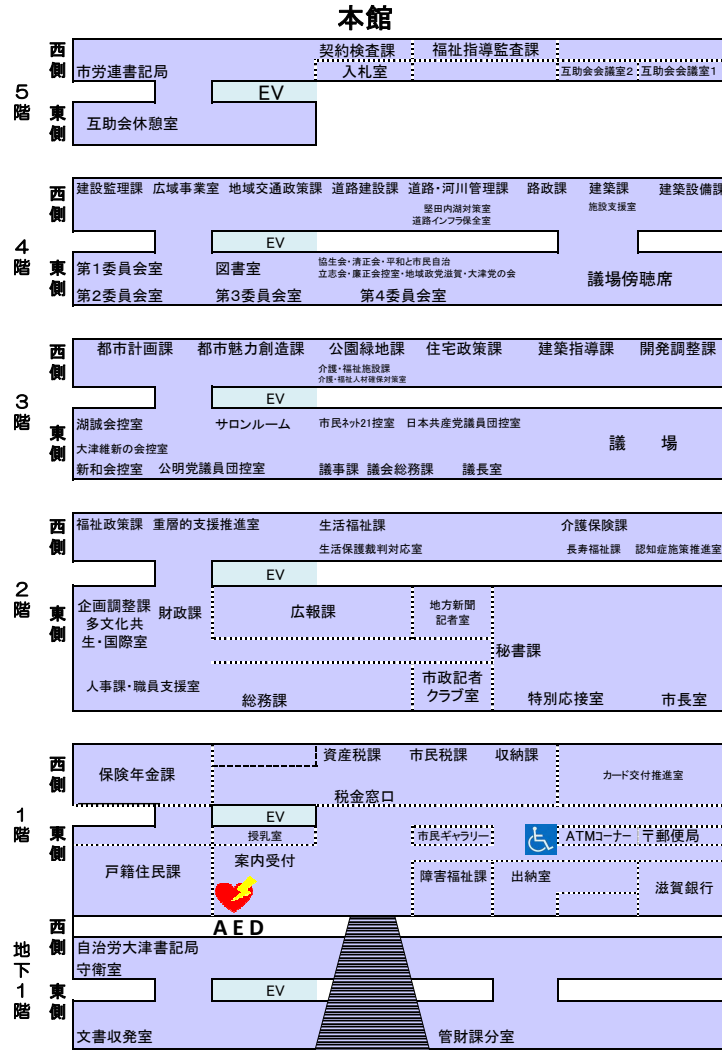 本館
5階
西側
契約検査課 福祉指導監査課
市労連書記局 入札室 互助会会議室2 互助会会議室1
EV
東側
互助会休憩室
4階
西側
建設監理課 広域事業室 地域交通政策課 道路建設課 道路・河川管理課 路政課 建築課 建築設備課
堅田内湖対策室 施設支援室
道路インフラ保全室
EV
東側
第1委員会室 図書室 協生会・清正会・平和と市民自治
立志会・廉正会控室・地域政党滋賀・大津党の会
議場傍聴席
第2委員会室 第3委員会室 第4委員会室
3階
西側
都市計画課 都市魅力創造課 公園緑地課 住宅政策課 建築指導課 開発調整課
介護・福祉施設課
介護・福祉人材確保対策室
EV
東側
湖誠会控室 サロンルーム 市民ネット21控室 日本共産党議員団控室
大津維新の会控室 議 場
新和会控室 公明党議員団控室 議事課 議会総務課 議長室
2階
西側
福祉政策課 重層的支援推進室 生活福祉課 介護保険課
生活保護裁判対応室 長寿福祉課 認知症施策推進室
EV
東側
企画調整課 財政課 広報課 地方新聞
多文化共 記者室
生・国際室
秘書課
人事課・職員支援室 総務課 市政記者
クラブ室
特別応接室 市長室
1階
西側
保険年金課 資産税課 市民税課 収納課 カード交付推進室
税金窓口
EV
東側
授乳室 市民ギャラリー ATMコーナー 〒郵便局
戸籍住民課 案内受付 障害福祉課 出納室 滋賀銀行
AED
地下1階
西側
自治労大津書記局
守衛室
EV
東側
文書収発室 管財課分室